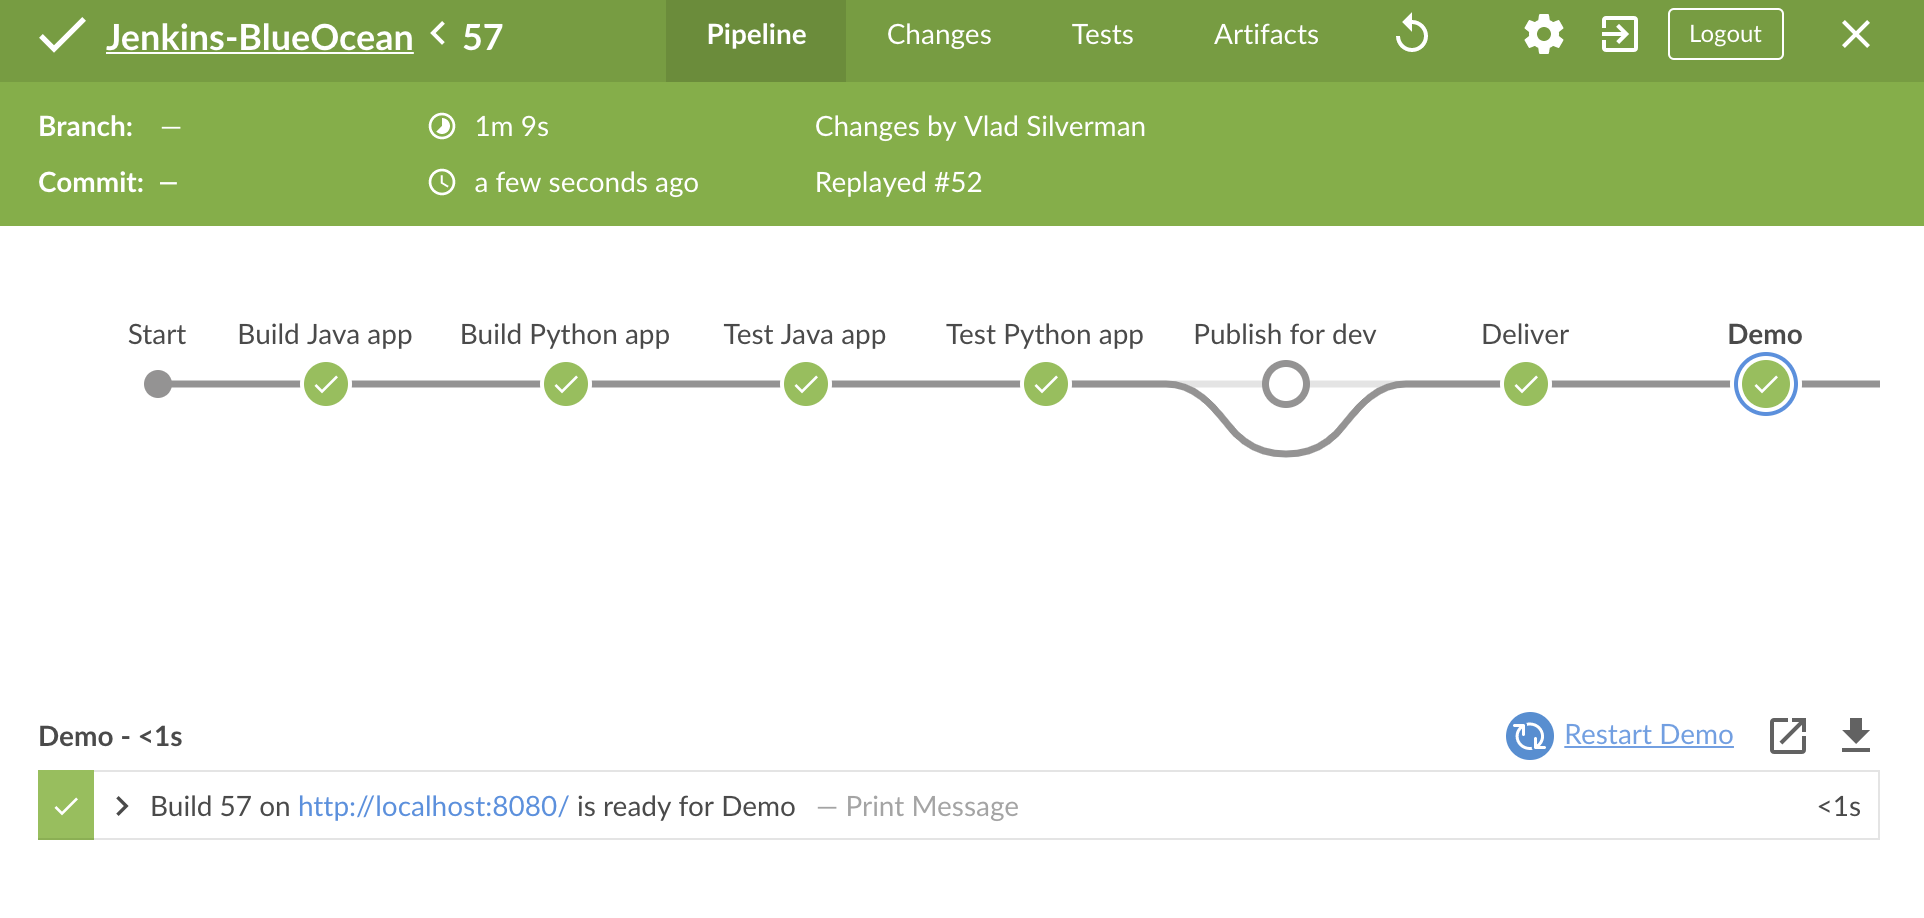 Jenkins-BlueOcean < 57 Pipeline Changes Tests Artifacts Logout
Branch: — 1m 9s Changes by Vlad Silverman
Commit: — a few seconds ago Replayed #52
Start Build Java app Build Python app Test Java app Test Python app Publish for dev Deliver Demo
Demo - <1s Restart Demo
Build 57 on http://localhost:8080/ is ready for Demo — Print Message <1s